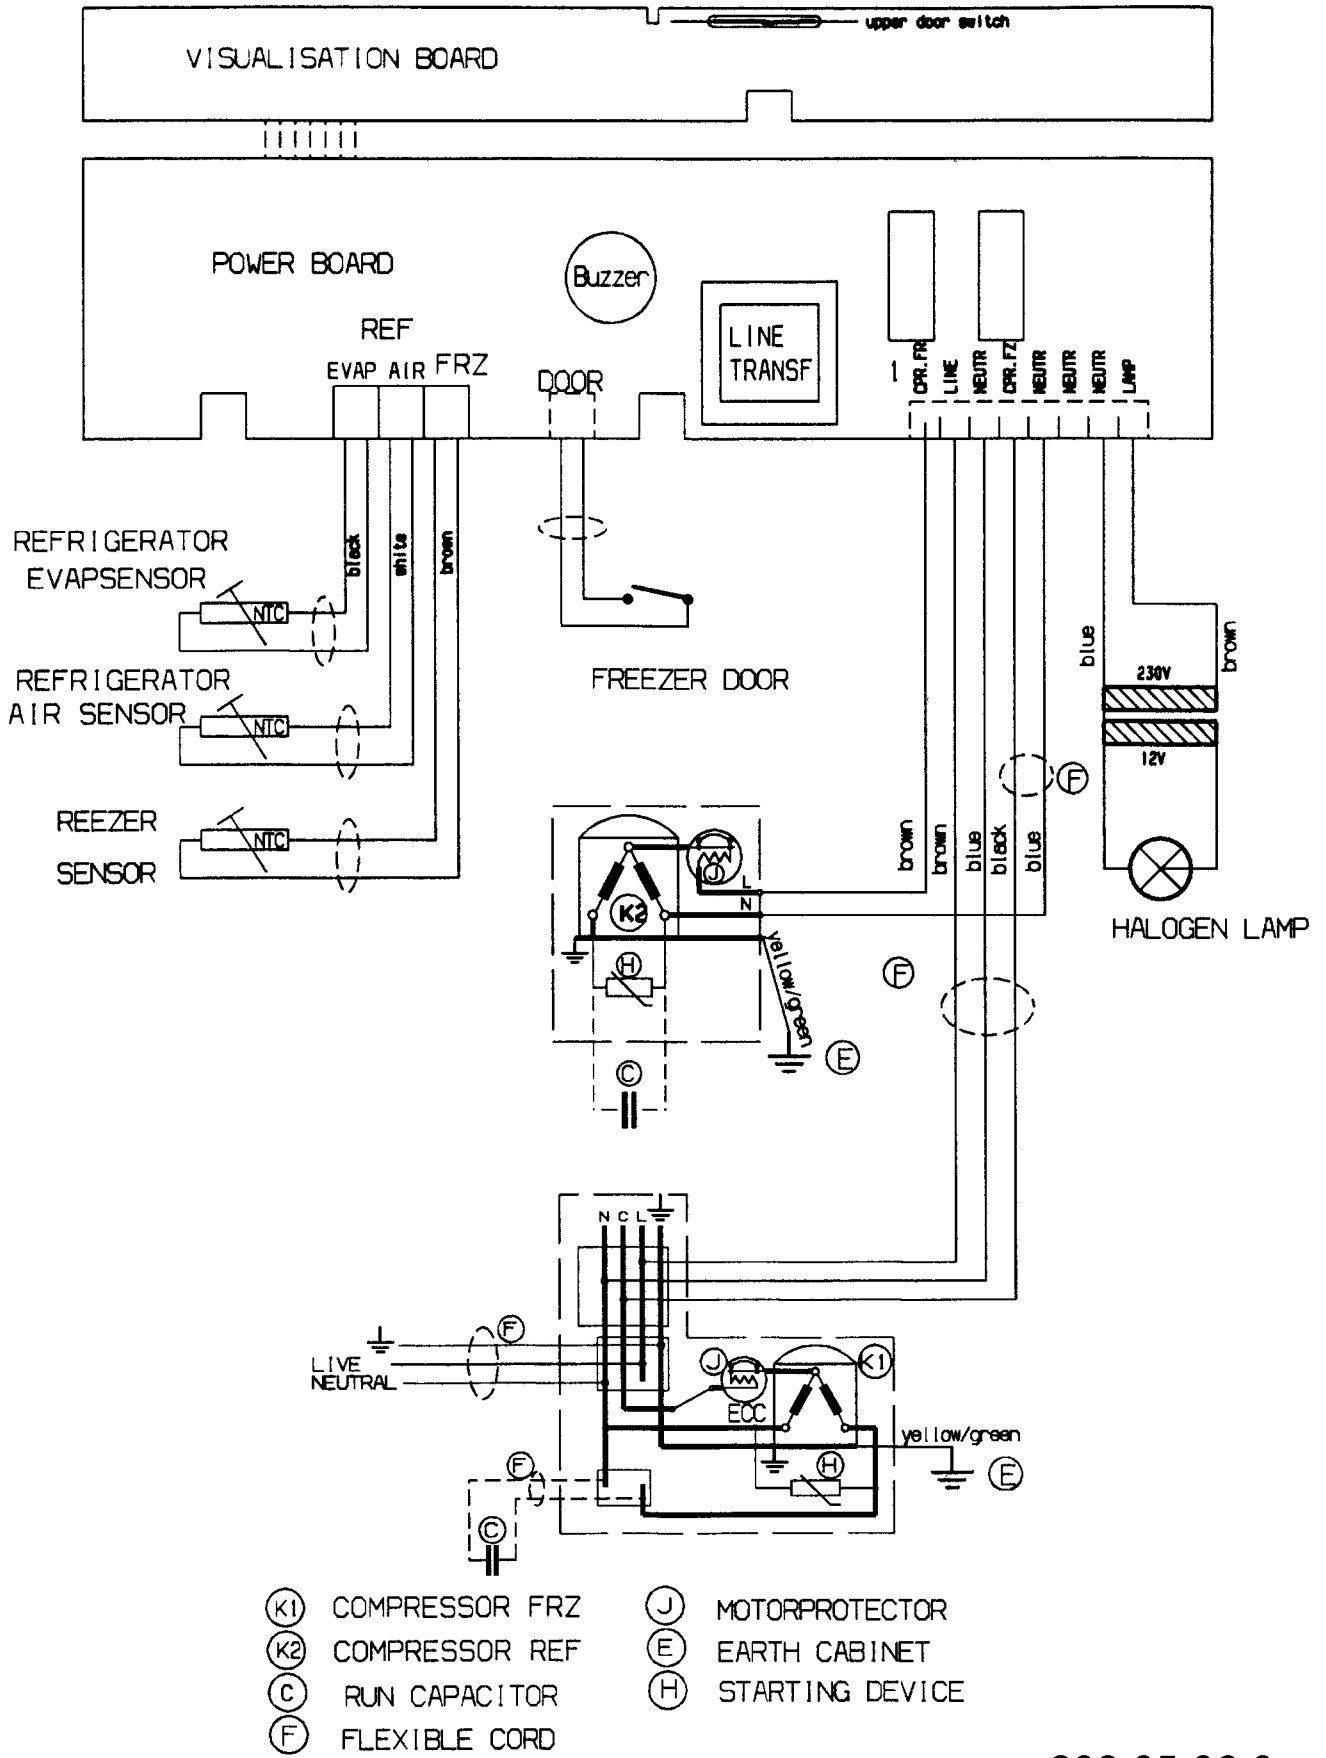 upper door switch
VISUALISATION BOARD
POWER BOARD
Buzzer
LINE
TRANSF
REF
EVAP AIR FRZ
DOOR
1
CPR.FR
LINE
NEUTR
CPR.FZ
NEUTR
NEUTR
NEUTR
LAMP
REFRIGERATOR
EVAPSENSOR
NTC
black
white
brown
REFRIGERATOR
AIR SENSOR
NTC
REEZER
SENSOR
NTC
FREEZER DOOR
blue
brown
230V
12V
F
HALOGEN LAMP
brown
brown
blue
black
blue
J
L
N
K2
H
yellow/green
F
E
C
N C L
F
LIVE
NEUTRAL
J
K1
ECC
yellow/green
F
H
E
C
K1 COMPRESSOR FRZ
K2 COMPRESSOR REF
C RUN CAPACITOR
F FLEXIBLE CORD
J MOTORPROTECTOR
E EARTH CABINET
H STARTING DEVICE